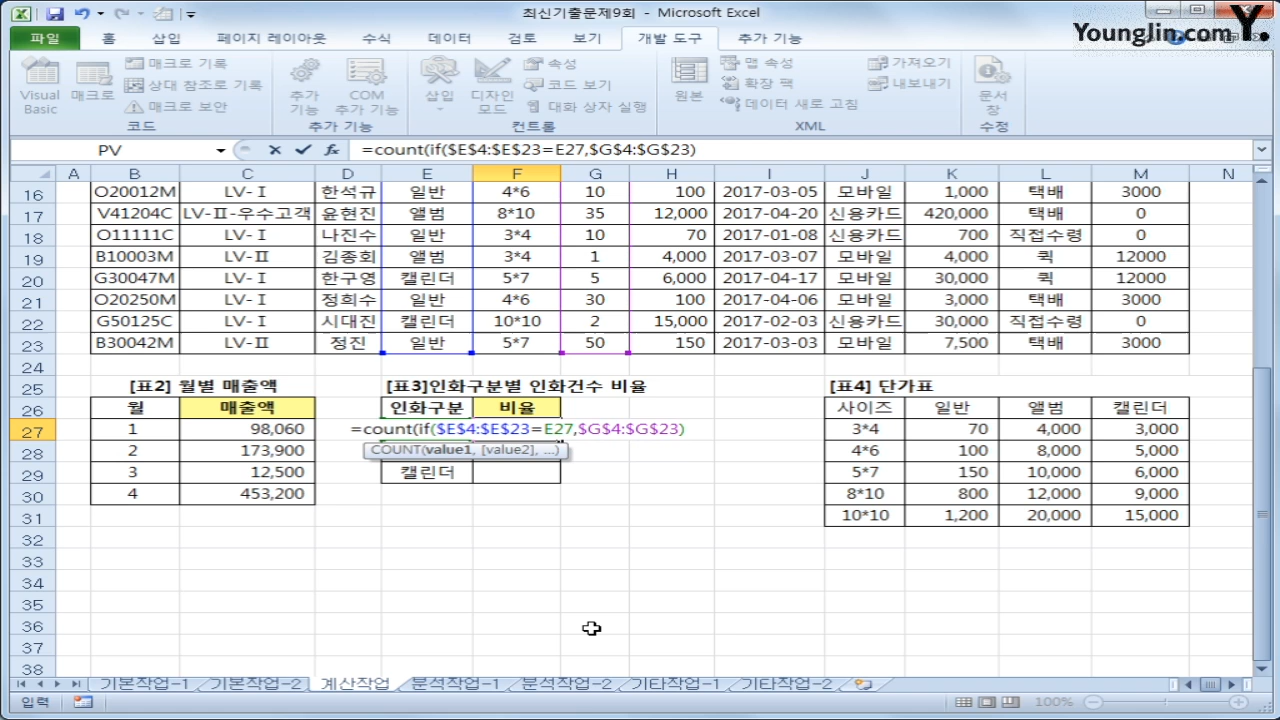 최신기출문제9회 - Microsoft Excel
YoungJin.com Y.
파일 홈 삽입 페이지 레이아웃 수식 데이터 검토 보기 개발 도구 추가 기능
Visual Basic 매크로 매크로 기록 상대 참조로 기록 매크로 보안 추가 기능 COM 추가 기능 삽입 디자인 모드 속성 코드 보기 대화 상자 실행 원본 맵 속성 확장 팩 데이터 새로 고침 가져오기 내보내기 문서 창
코드 추가 기능 컨트롤 XML 수정
PV =count(if($E$4:$E$23=E27,$G$4:$G$23)
A B C D E F G H I J K L M N
16 O20012M LV-Ⅰ 한석규 일반 4*6 10 100 2017-03-05 모바일 1,000 택배 3000
17 V41204C LV-Ⅱ-우수고객 윤현진 앨범 8*10 35 12,000 2017-04-20 신용카드 420,000 택배 0
18 O11111C LV-Ⅰ 나진수 일반 3*4 10 70 2017-01-08 신용카드 700 직접수령 0
19 B10003M LV-Ⅱ 김종회 앨범 3*4 1 4,000 2017-03-07 모바일 4,000 퀵 12000
20 G30047M LV-Ⅱ 한구영 캘린더 5*7 5 6,000 2017-04-17 모바일 30,000 퀵 12000
21 O20250M LV-Ⅰ 정희수 일반 4*6 30 100 2017-04-06 모바일 3,000 택배 3000
22 G50125C LV-Ⅰ 시대진 캘린더 10*10 2 15,000 2017-02-03 신용카드 30,000 직접수령 0
23 B30042M LV-Ⅱ 정진 일반 5*7 50 150 2017-03-03 모바일 7,500 택배 3000
24
25 [표2] 월별 매출액 [표3]인화구분별 인화건수 비율 [표4] 단가표
26 월 매출액 인화구분 비율 사이즈 일반 앨범 캘린더
27 1 98,060 =count(if($E$4:$E$23=E27,$G$4:$G$23) 3*4 70 4,000 3,000
28 2 173,900 COUNT(value1, [value2], ...) 4*6 100 8,000 5,000
29 3 12,500 캘린더 5*7 150 10,000 6,000
30 4 453,200 8*10 800 12,000 9,000
31 10*10 1,200 20,000 15,000
32
33
34
35
36
37
38
기본작업-1 기본작업-2 계산작업 분석작업-1 분석작업-2 기타작업-1 기타작업-2
입력 100%